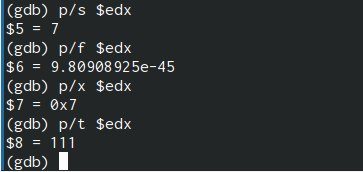 (gdb) p/s $edx
$5 = 7
(gdb) p/f $edx
$6 = 9.80908925e-45
(gdb) p/x $edx
$7 = 0x7
(gdb) p/t $edx
$8 = 111
(gdb)